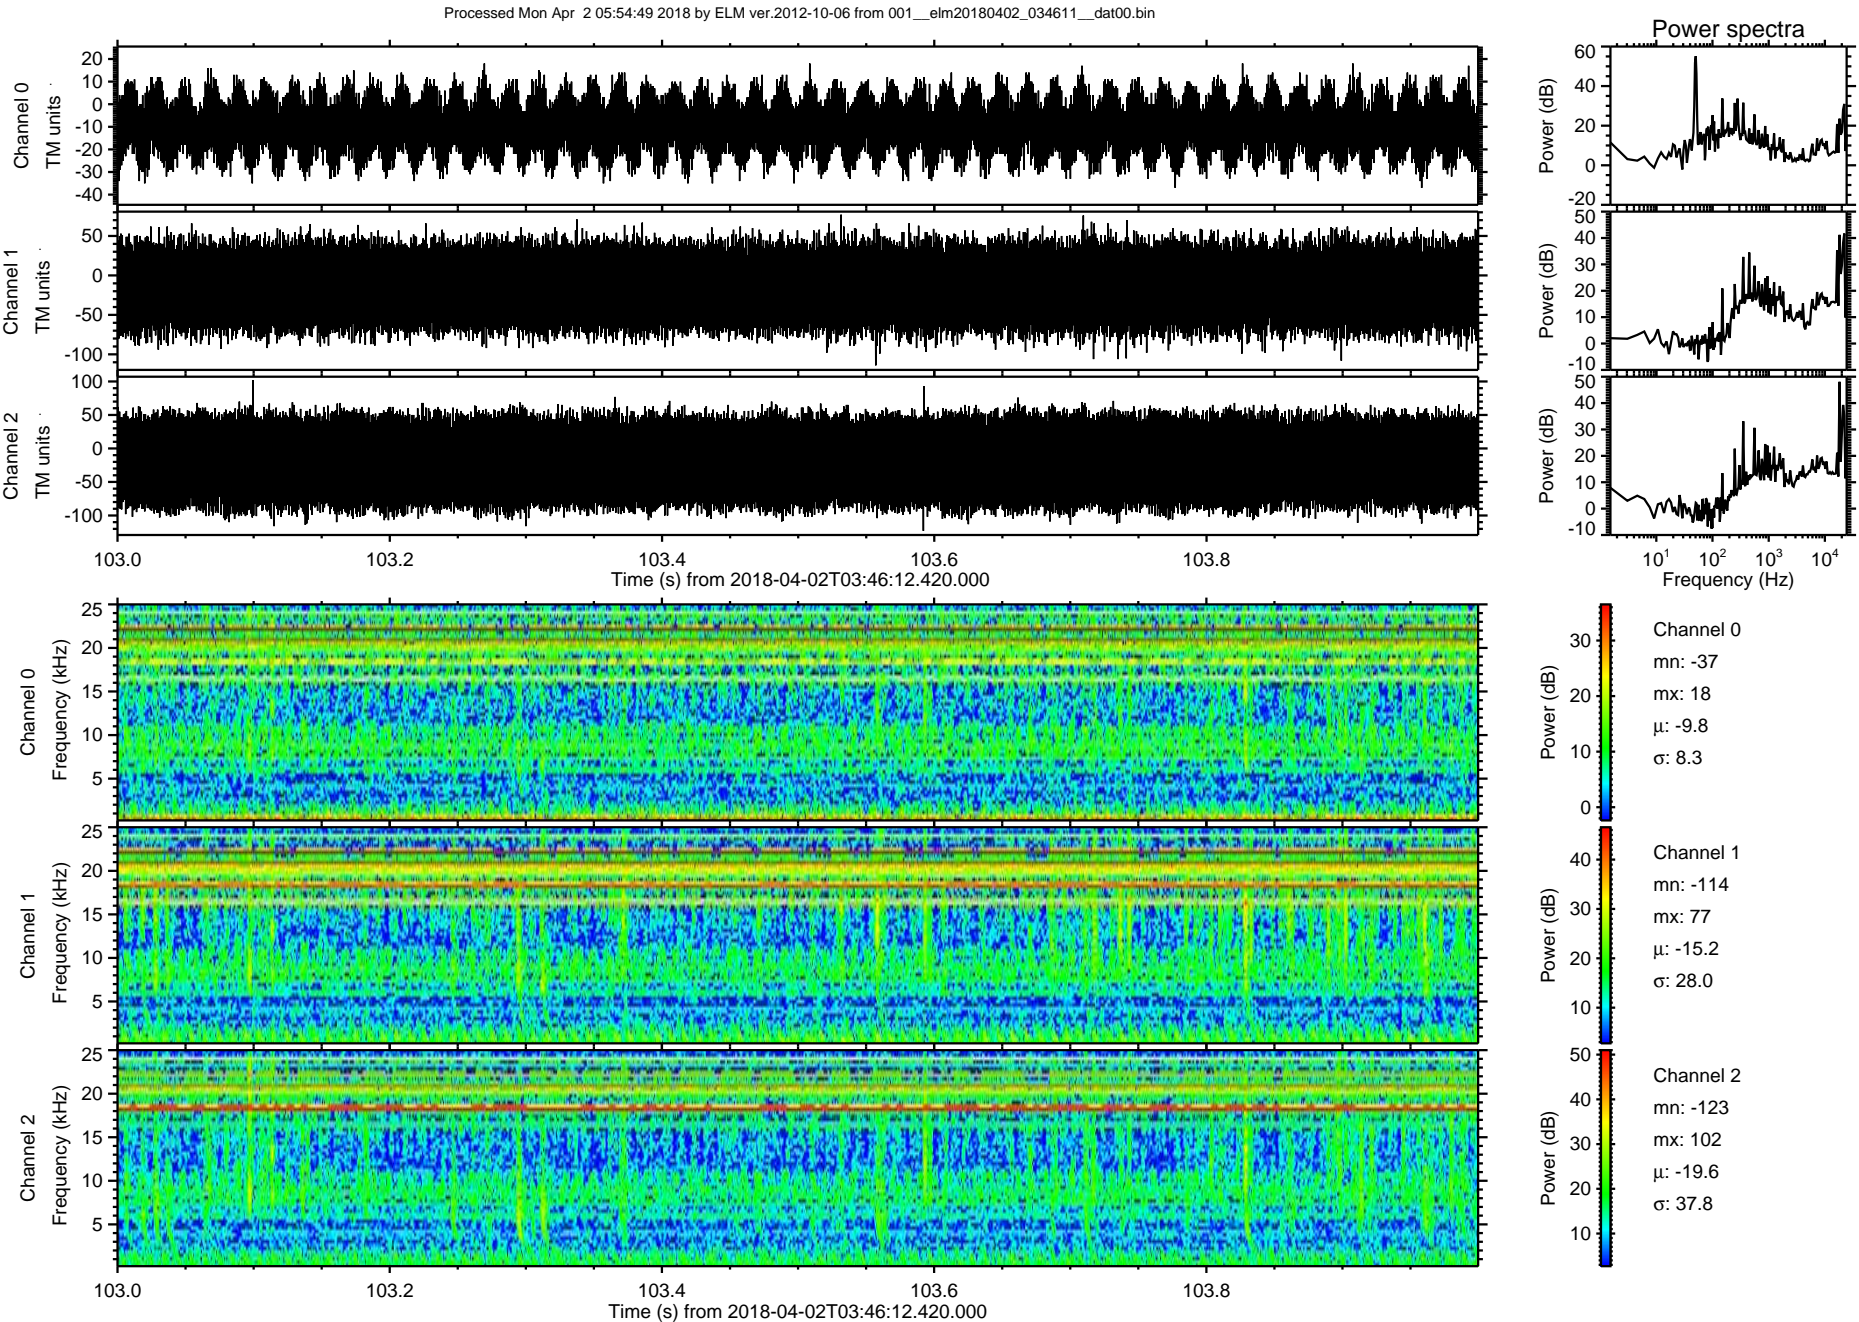 Processed Mon Apr  2 05:54:49 2018 by ELM ver.2012-10-06 from 001__elm20180402_034611__dat00.bin
Power spectra
Channel 0
TM units
20
10
0
-10
-20
-30
-40
Power (dB)
60
40
20
0
-20
Channel 1
TM units
50
0
-50
-100
Power (dB)
50
40
30
20
10
0
-10
Channel 2
TM units
100
50
0
-50
-100
Power (dB)
50
40
30
20
10
0
-10
103.0 103.2 103.4 103.6 103.8
Time (s) from 2018-04-02T03:46:12.420.000
10^1 10^2 10^3 10^4
Frequency (Hz)
Channel 0
Frequency (kHz)
25
20
15
10
5
Power (dB)
30
20
10
0
Channel 0
mn: -37
mx: 18
μ: -9.8
σ: 8.3
Channel 1
Frequency (kHz)
25
20
15
10
5
Power (dB)
40
30
20
10
Channel 1
mn: -114
mx: 77
μ: -15.2
σ: 28.0
Channel 2
Frequency (kHz)
25
20
15
10
5
Power (dB)
50
40
30
20
10
Channel 2
mn: -123
mx: 102
μ: -19.6
σ: 37.8
103.0 103.2 103.4 103.6 103.8
Time (s) from 2018-04-02T03:46:12.420.000